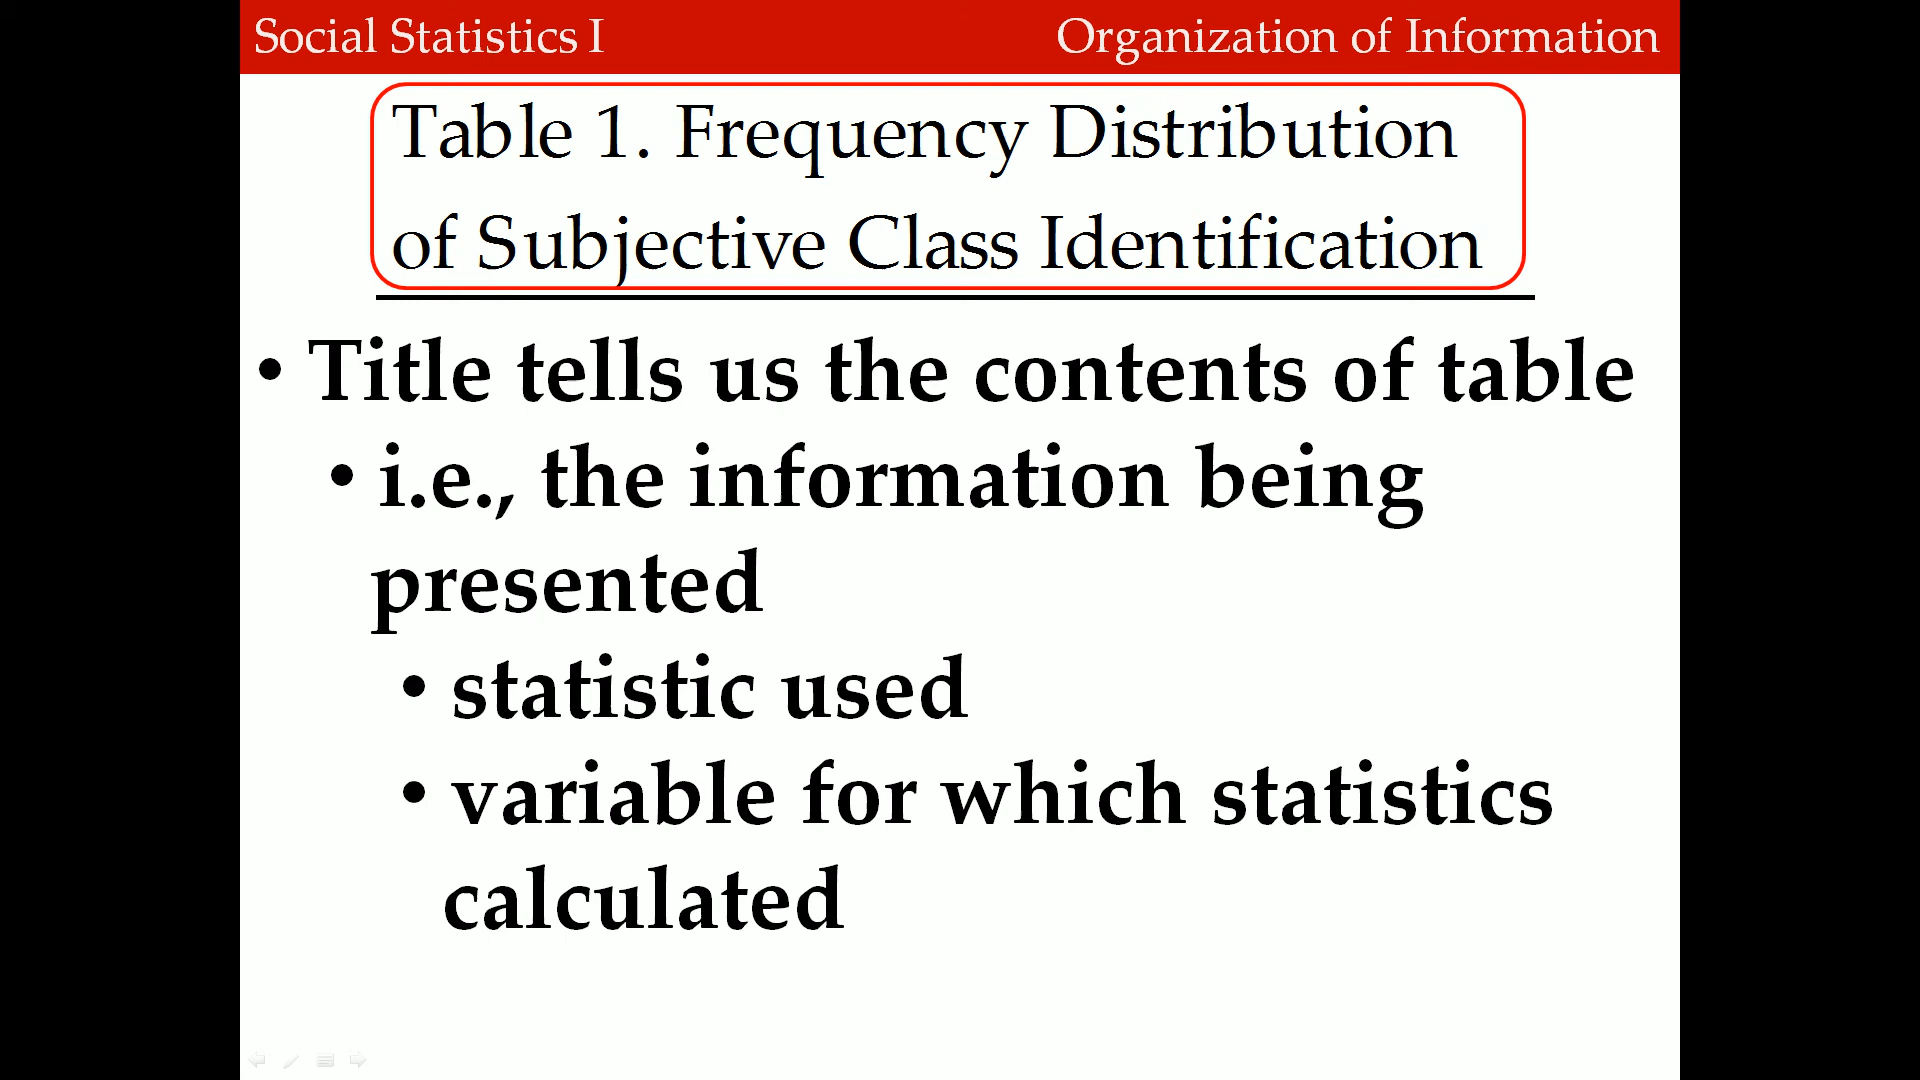 Social Statistics I
Organization of Information
Table 1. Frequency Distribution
of Subjective Class Identification
• Title tells us the contents of table
• i.e., the information being
presented
• statistic used
• variable for which statistics
calculated